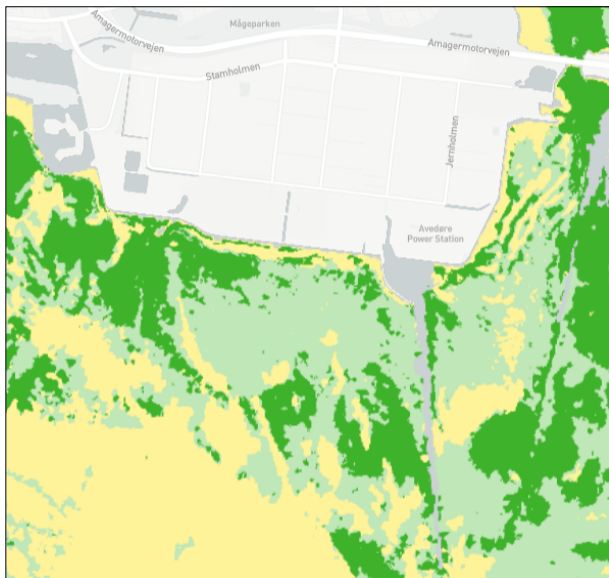 Mågeparken
Amagermotorvejen
Amagermotorvejen
Stamholmen
Jernholmen
Avedøre
Power Station